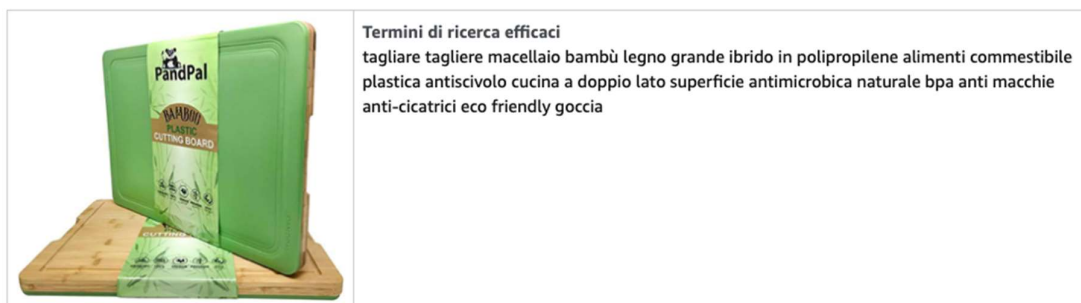 PandPal
BAMBOO
PLASTIC
CUTTING BOARD
Termini di ricerca efficaci
tagliare tagliere macellaio bambù legno grande ibrido in polipropilene alimenti commestibile
plastica antiscivolo cucina a doppio lato superficie antimicrobica naturale bpa anti macchie
anti-cicatrici eco friendly goccia